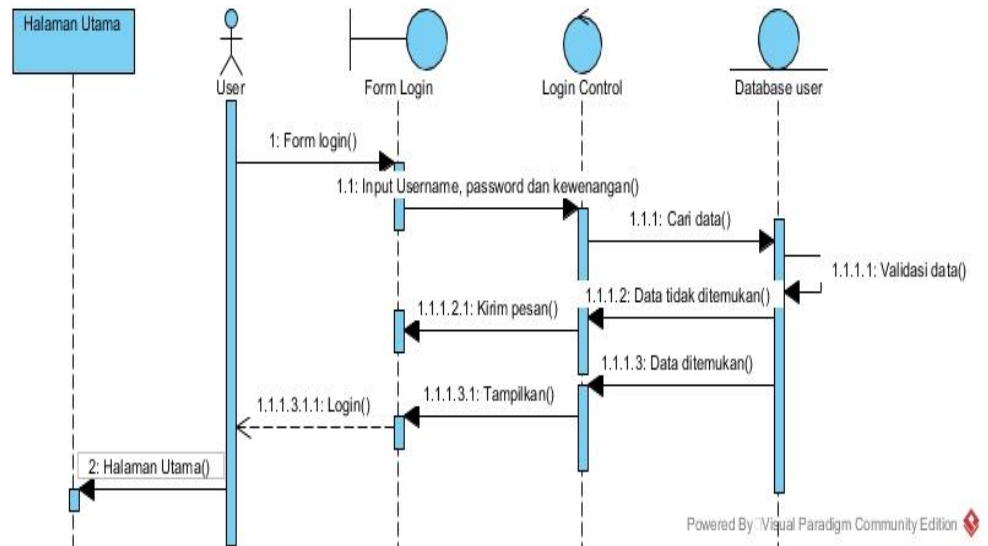 Halaman Utama
User
Form Login
Login Control
Database user
1: Form login()
1.1: Input Username, password dan kewenangan()
1.1.1: Cari data()
1.1.1.1: Validasi data()
1.1.1.2: Data tidak ditemukan()
1.1.1.2.1: Kirim pesan()
1.1.1.3: Data ditemukan()
1.1.1.3.1: Tampilkan()
1.1.1.3.1.1: Login()
2: Halaman Utama()
Powered By Visual Paradigm Community Edition